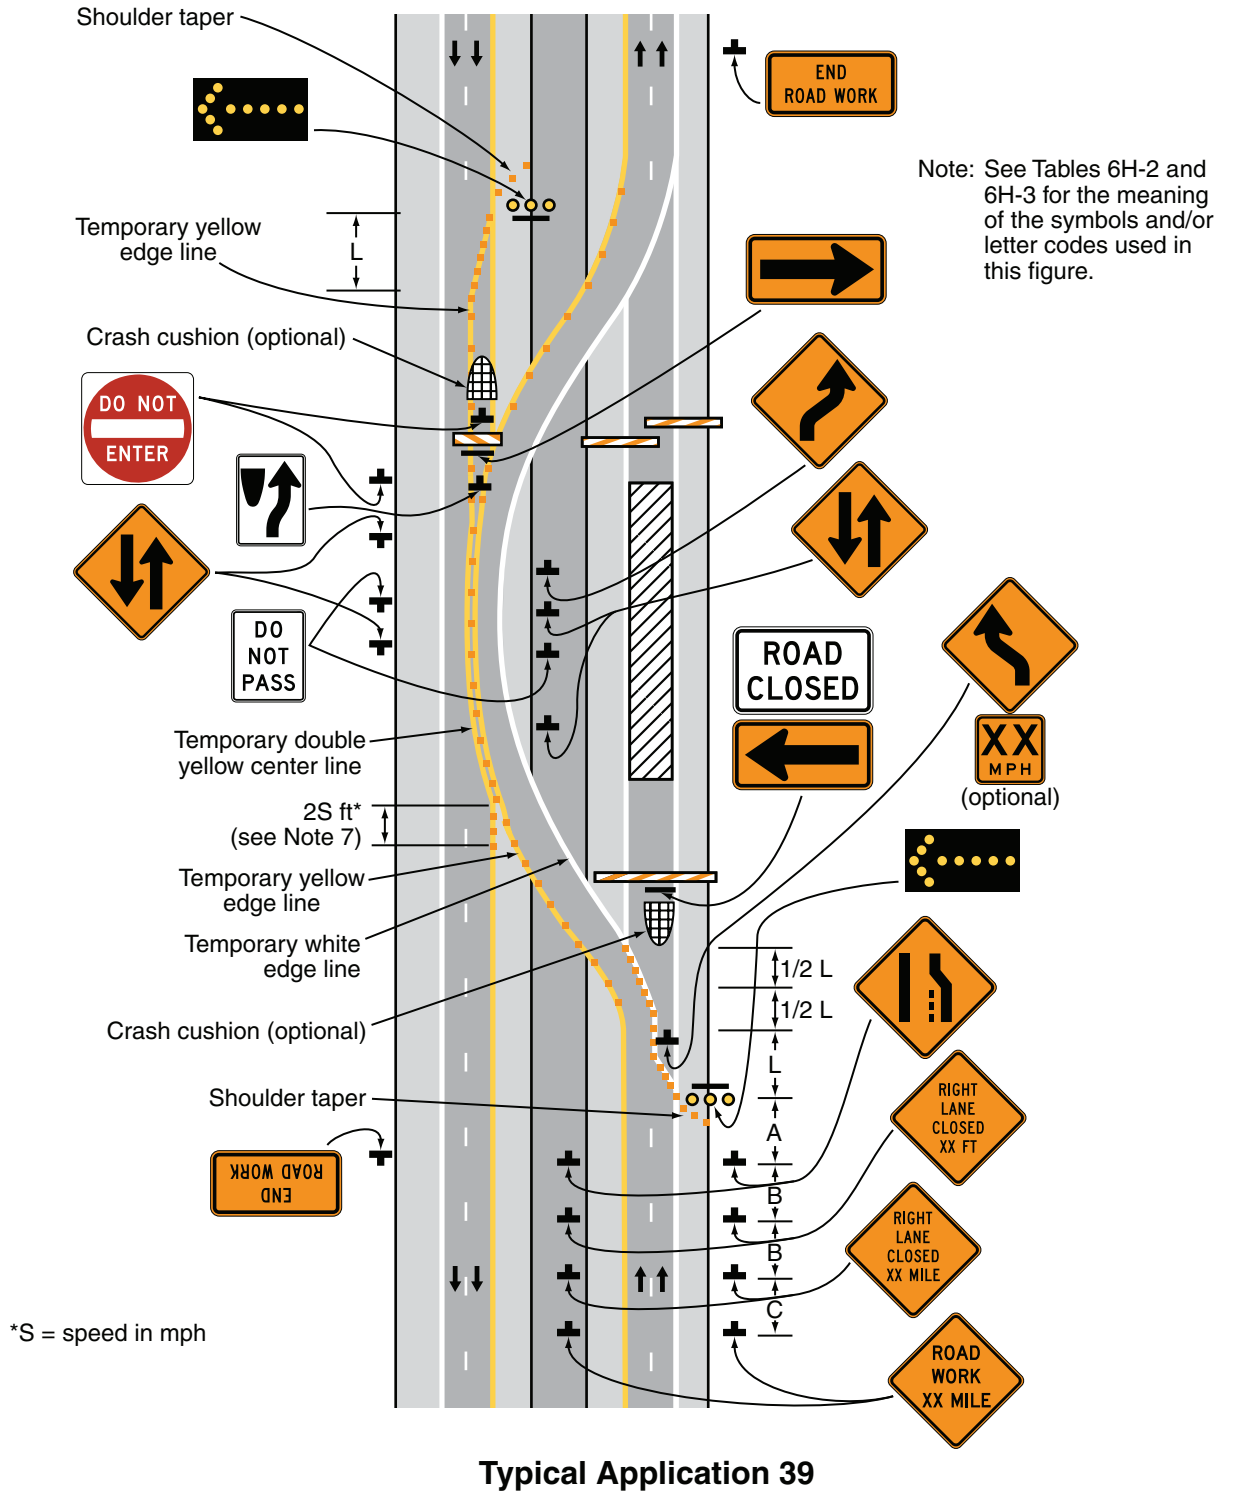 Shoulder taper
END
ROAD WORK
Note: See Tables 6H-2 and
6H-3 for the meaning
of the symbols and/or
letter codes used in
this figure.
Temporary yellow
edge line
L
Crash cushion (optional)
DO NOT
ENTER
DO
NOT
PASS
ROAD
CLOSED
XX
MPH
(optional)
Temporary double
yellow center line
2S ft*
(see Note 7)
Temporary yellow
edge line
Temporary white
edge line
1/2 L
1/2 L
Crash cushion (optional)
L
Shoulder taper
A
RIGHT
LANE
CLOSED
XX FT
END
ROAD WORK
B
RIGHT
LANE
CLOSED
XX MILE
B
C
*S = speed in mph
ROAD
WORK
XX MILE
Typical Application 39